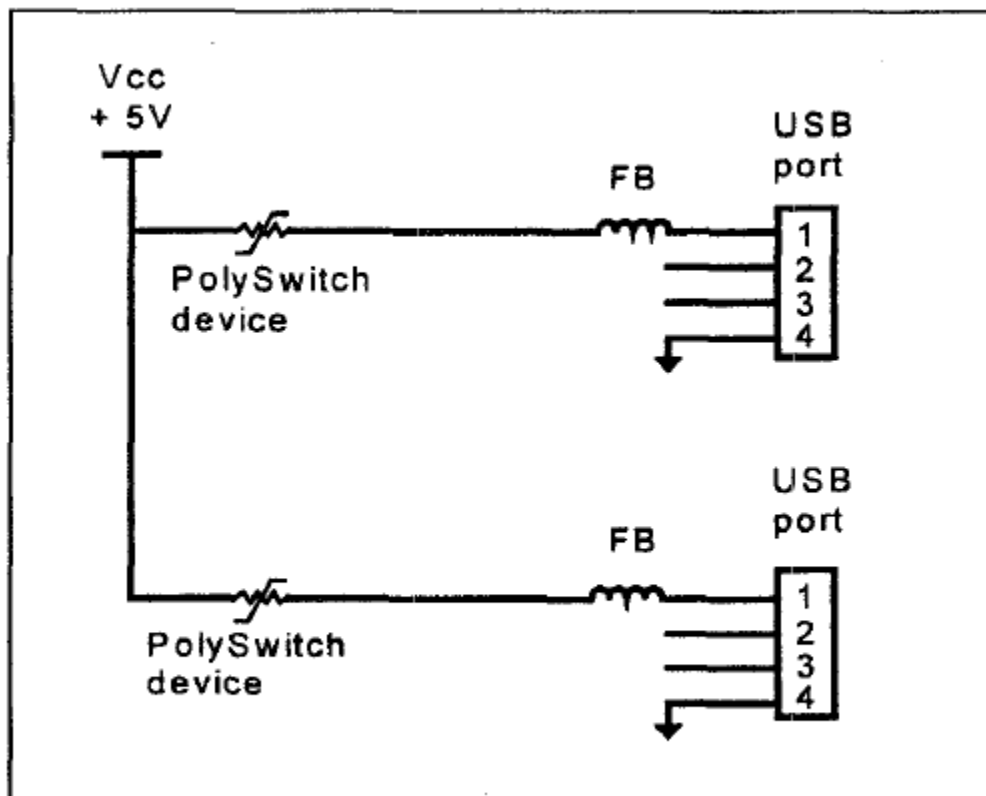 Vcc
+ 5V
USB
port
FB
1
2
3
4
PolySwitch
device
USB
port
FB
1
2
3
4
PolySwitch
device